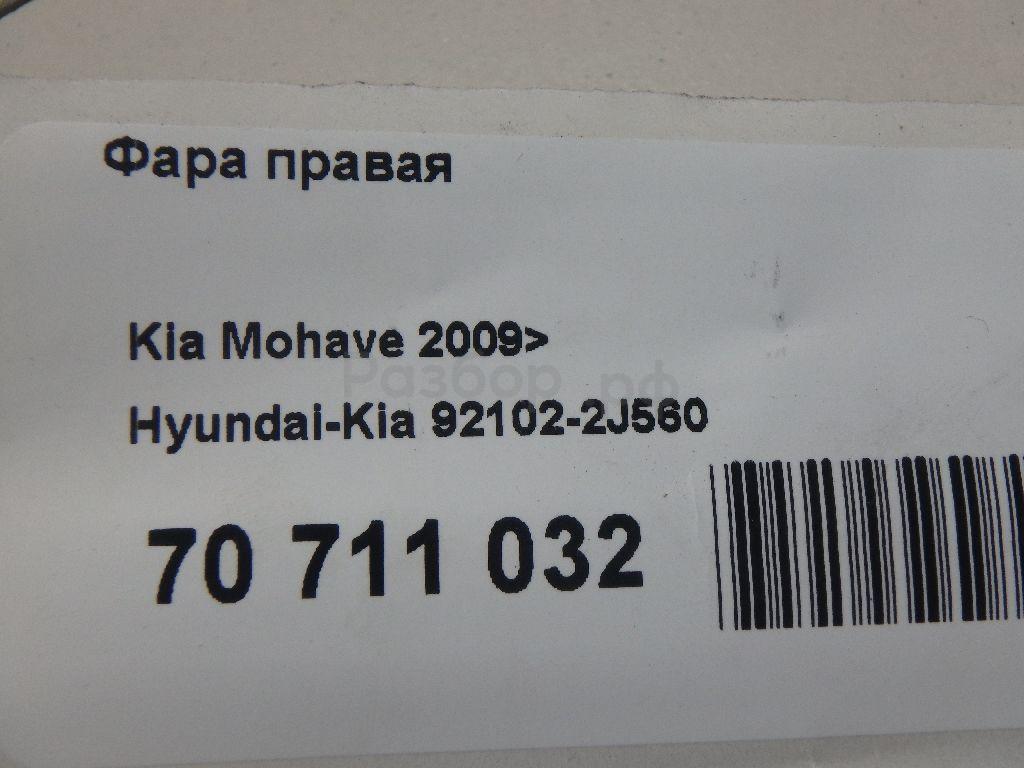 Фара правая
Kia Mohave 2009>
Разбор.рф
Hyundai-Kia 92102-2J560
70 711 032